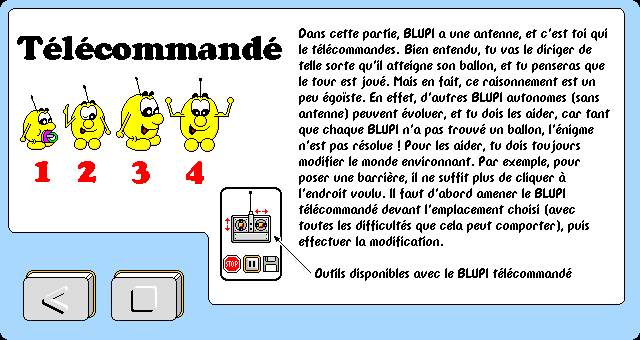 Télécommandé
1 2 3 4
Dans cette partie, BLUPI a une antenne, et c'est toi qui
le télécommandes. Bien entendu, tu vas le diriger de
telle sorte qu'il atteigne son ballon, et tu penseras que
le tour est joué. Mais en fait, ce raisonnement est un
peu égoïste. En effet, d'autres BLUPI autonomes (sans
antenne) peuvent évoluer, et tu dois les aider, car tant
que chaque BLUPI n'a pas trouvé un ballon, l'énigme
n'est pas résolue ! Pour les aider, tu dois toujours
modifier le monde environnant. Par exemple, pour
poser une barrière, il ne suffit plus de cliquer à
l'endroit voulu. Il faut d'abord amener le BLUPI
télécommandé devant l'emplacement choisi (avec
toutes les difficultés que cela peut comporter), puis
effectuer la modification.
STOP
Outils disponibles avec le BLUPI télécommandé